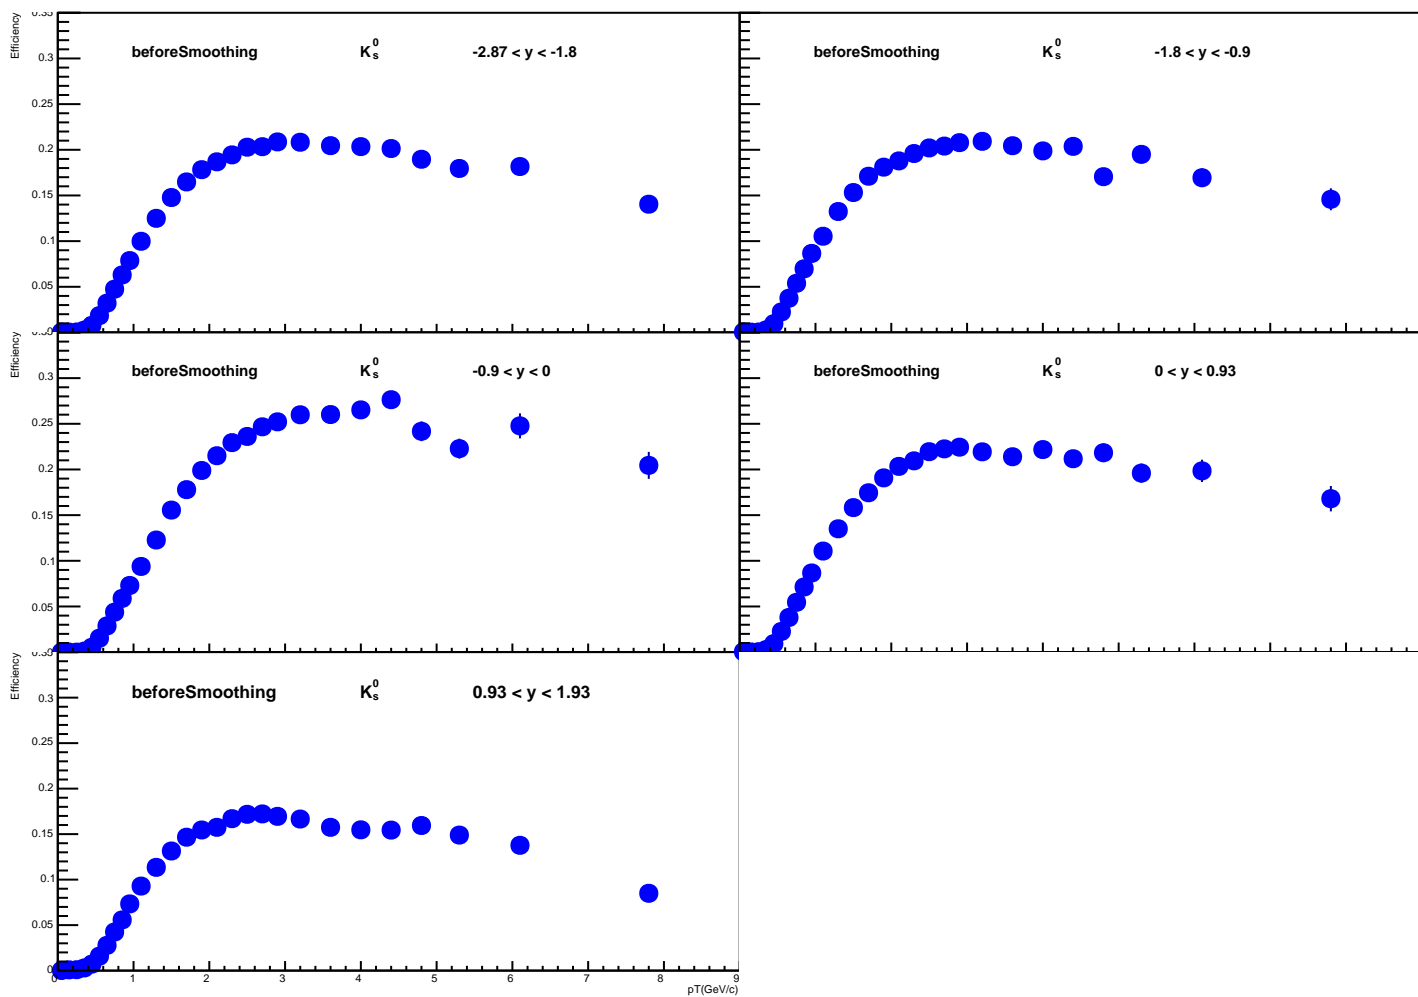 0.35
Efficiency
beforeSmoothing K⁰ₛ -2.87 < y < -1.8
0.3
0.25
0.2
0.15
0.1
0.05
beforeSmoothing K⁰ₛ -1.8 < y < -0.9
Efficiency
beforeSmoothing K⁰ₛ -0.9 < y < 0
0.3
0.25
0.2
0.15
0.1
0.05
beforeSmoothing K⁰ₛ 0 < y < 0.93
Efficiency
beforeSmoothing K⁰ₛ 0.93 < y < 1.93
0.3
0.25
0.2
0.15
0.1
0.05
0
0 1 2 3 4 5 6 7 8 9
pT(GeV/c)